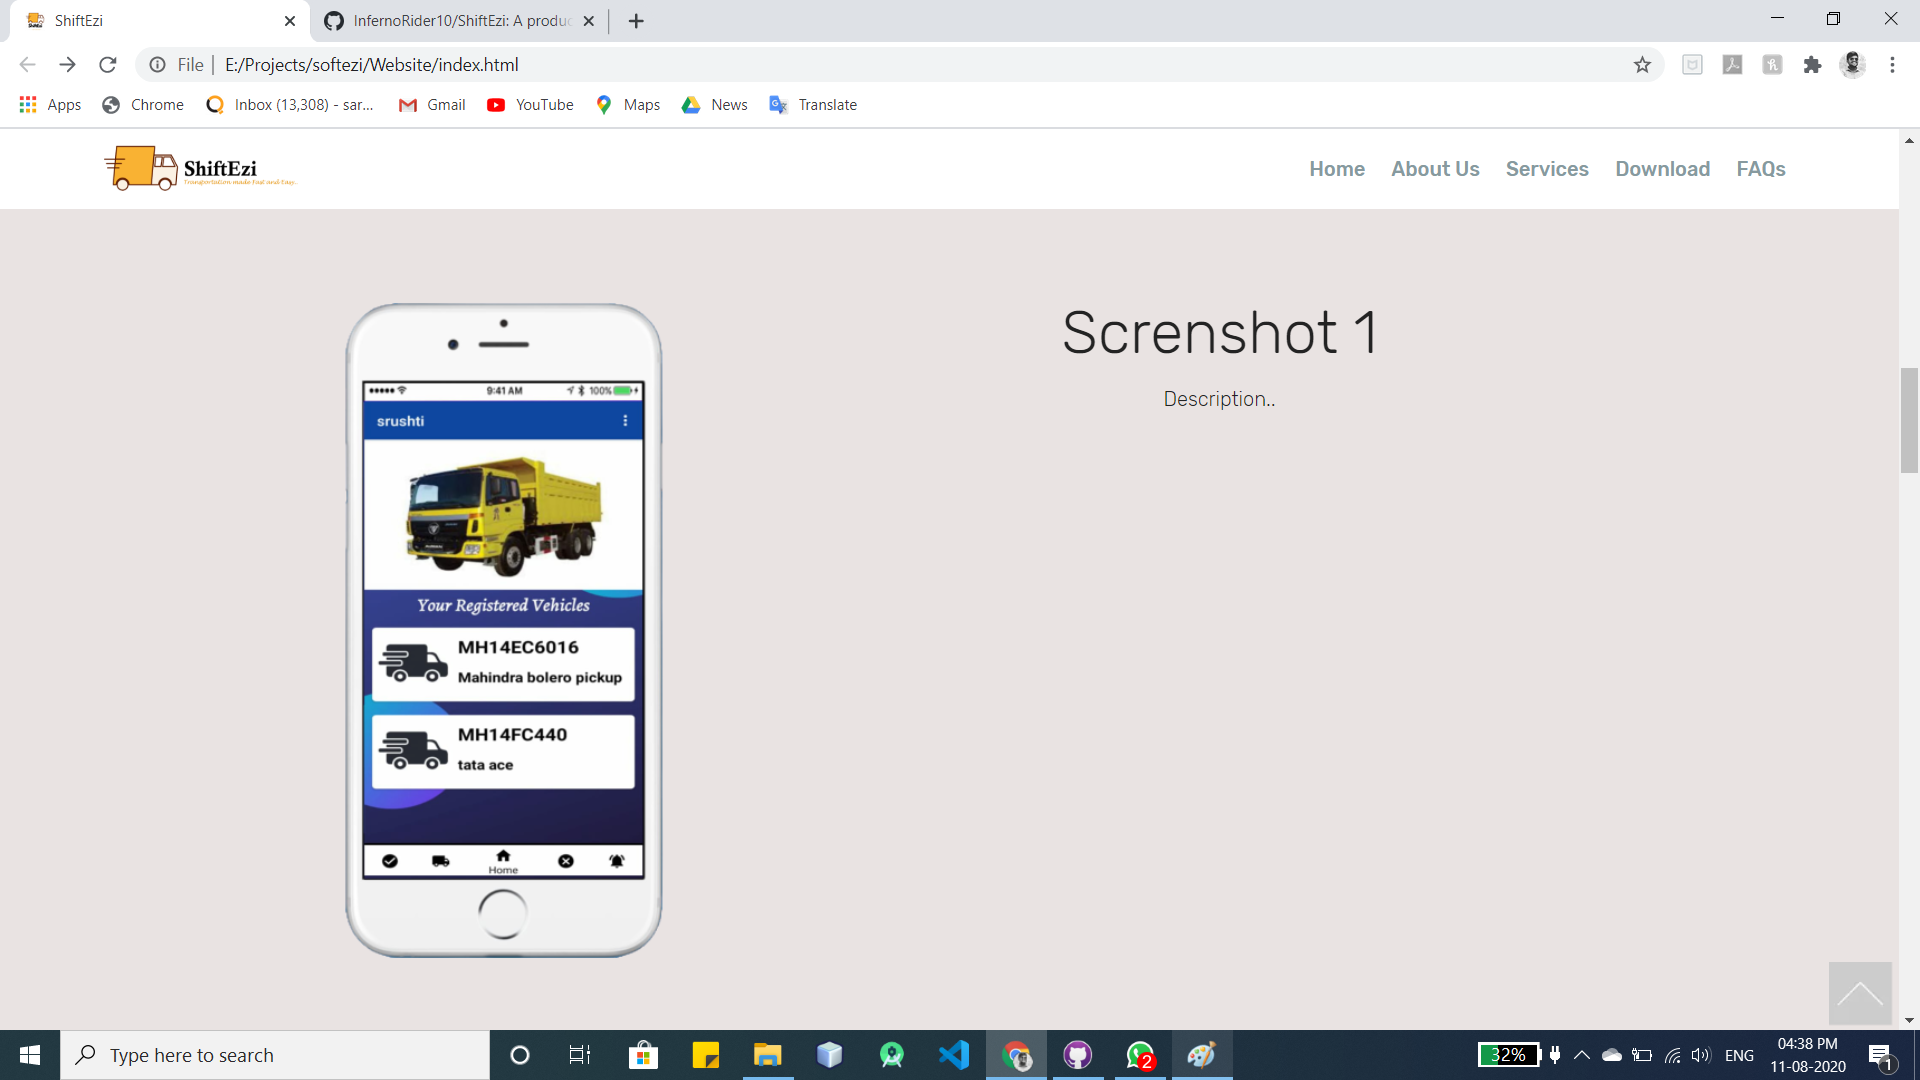 ShiftEzi
InfernoRider10/ShiftEzi: A produc
File
E:/Projects/softezi/Website/index.html
Apps
Chrome
Inbox (13,308) - sar...
Gmail
YouTube
Maps
News
Translate
ShiftEzi
Transportation made Fast and Easy..
Home
About Us
Services
Download
FAQs
Screnshot 1
Description..
9:41 AM
100%
srushti
Your Registered Vehicles
MH14EC6016
Mahindra bolero pickup
MH14FC440
tata ace
Home
Type here to search
2
32%
ENG
04:38 PM
11-08-2020
1